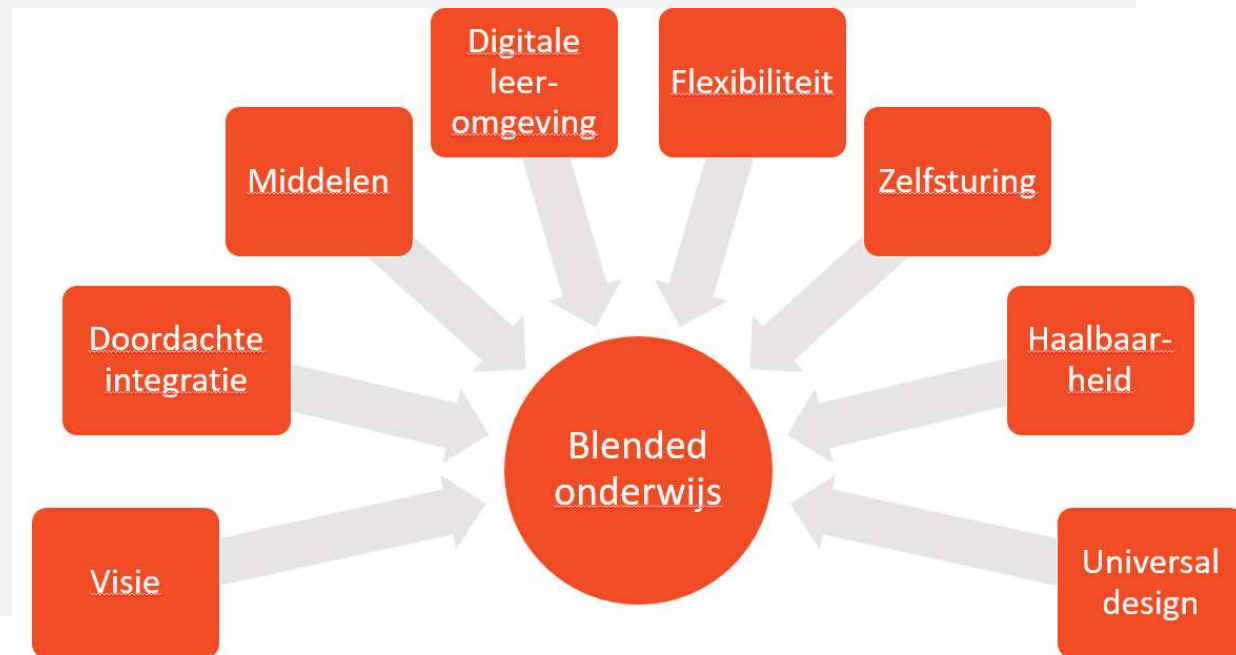 Digitale
leer-
omgeving
Flexibiliteit
Middelen
Zelfsturing
Doordachte
integratie
Haalbaar-
heid
Blended
onderwijs
Visie
Universal
design